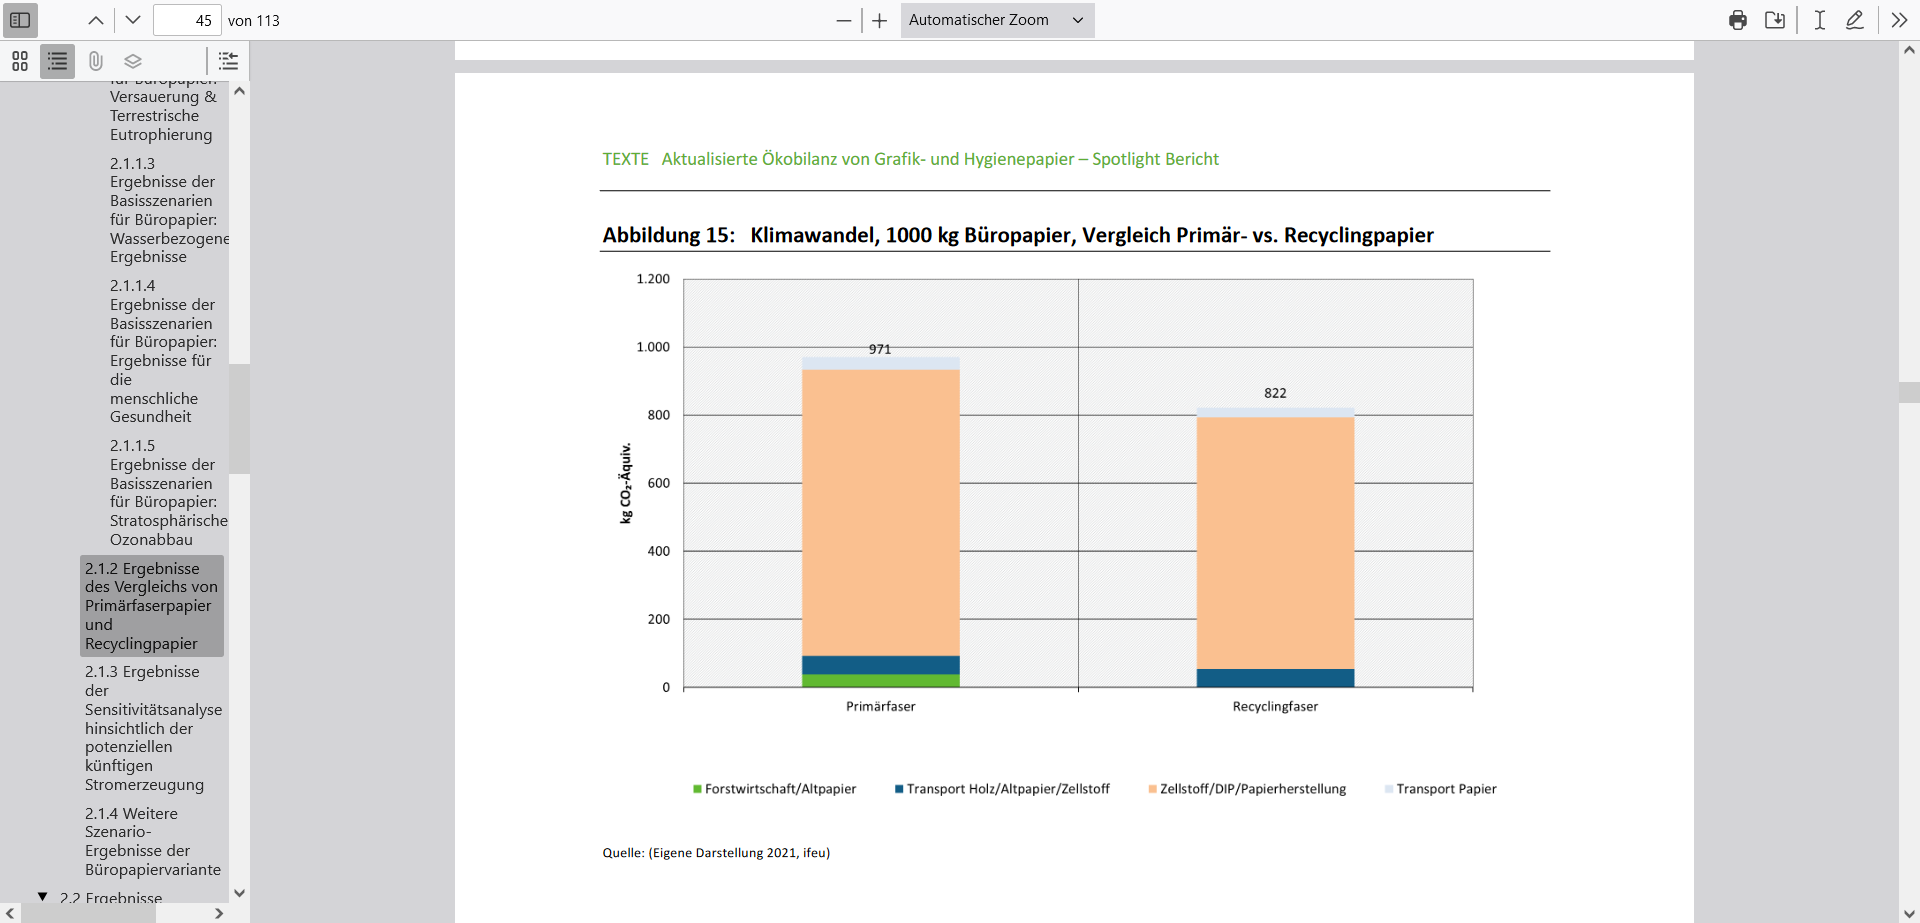 45
von 113
Automatischer Zoom
für Büropapier:
Versauerung &
Terrestrische
Eutrophierung
2.1.1.3
Ergebnisse der
Basisszenarien
für Büropapier:
Wasserbezogene
Ergebnisse
2.1.1.4
Ergebnisse der
Basisszenarien
für Büropapier:
Ergebnisse für
die
menschliche
Gesundheit
2.1.1.5
Ergebnisse der
Basisszenarien
für Büropapier:
Stratosphärische
Ozonabbau
2.1.2 Ergebnisse
des Vergleichs von
Primärfaserpapier
und
Recyclingpapier
2.1.3 Ergebnisse
der
Sensitivitätsanalyse
hinsichtlich der
potenziellen
künftigen
Stromerzeugung
2.1.4 Weitere
Szenario-
Ergebnisse der
Büropapiervariante
2.2 Ergebnisse
TEXTE Aktualisierte Ökobilanz von Grafik- und Hygienepapier – Spotlight Bericht
Abbildung 15: Klimawandel, 1000 kg Büropapier, Vergleich Primär- vs. Recyclingpapier
1.200
1.000
800
600
400
200
0
kg CO₂-Äquiv.
971
822
Primärfaser
Recyclingfaser
Forstwirtschaft/Altpapier
Transport Holz/Altpapier/Zellstoff
Zellstoff/DIP/Papierherstellung
Transport Papier
Quelle: (Eigene Darstellung 2021, ifeu)